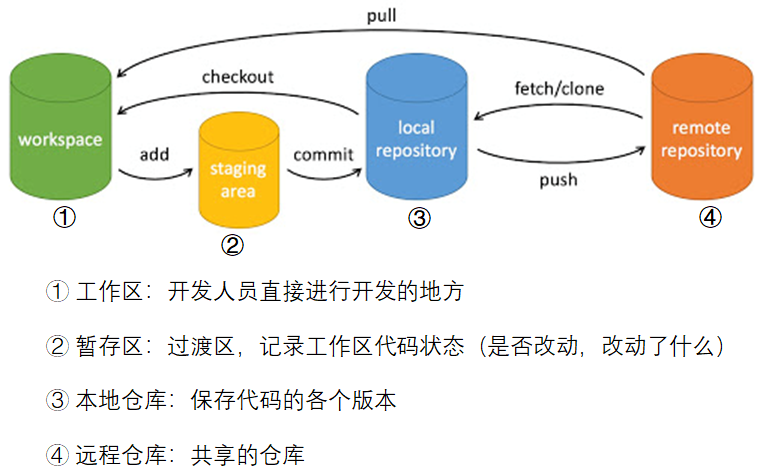 pull
checkout
fetch/clone
workspace
add
staging
area
commit
local
repository
push
remote
repository
①
②
③
④
① 工作区：开发人员直接进行开发的地方
② 暂存区：过渡区，记录工作区代码状态（是否改动，改动了什么）
③ 本地仓库：保存代码的各个版本
④ 远程仓库：共享的仓库